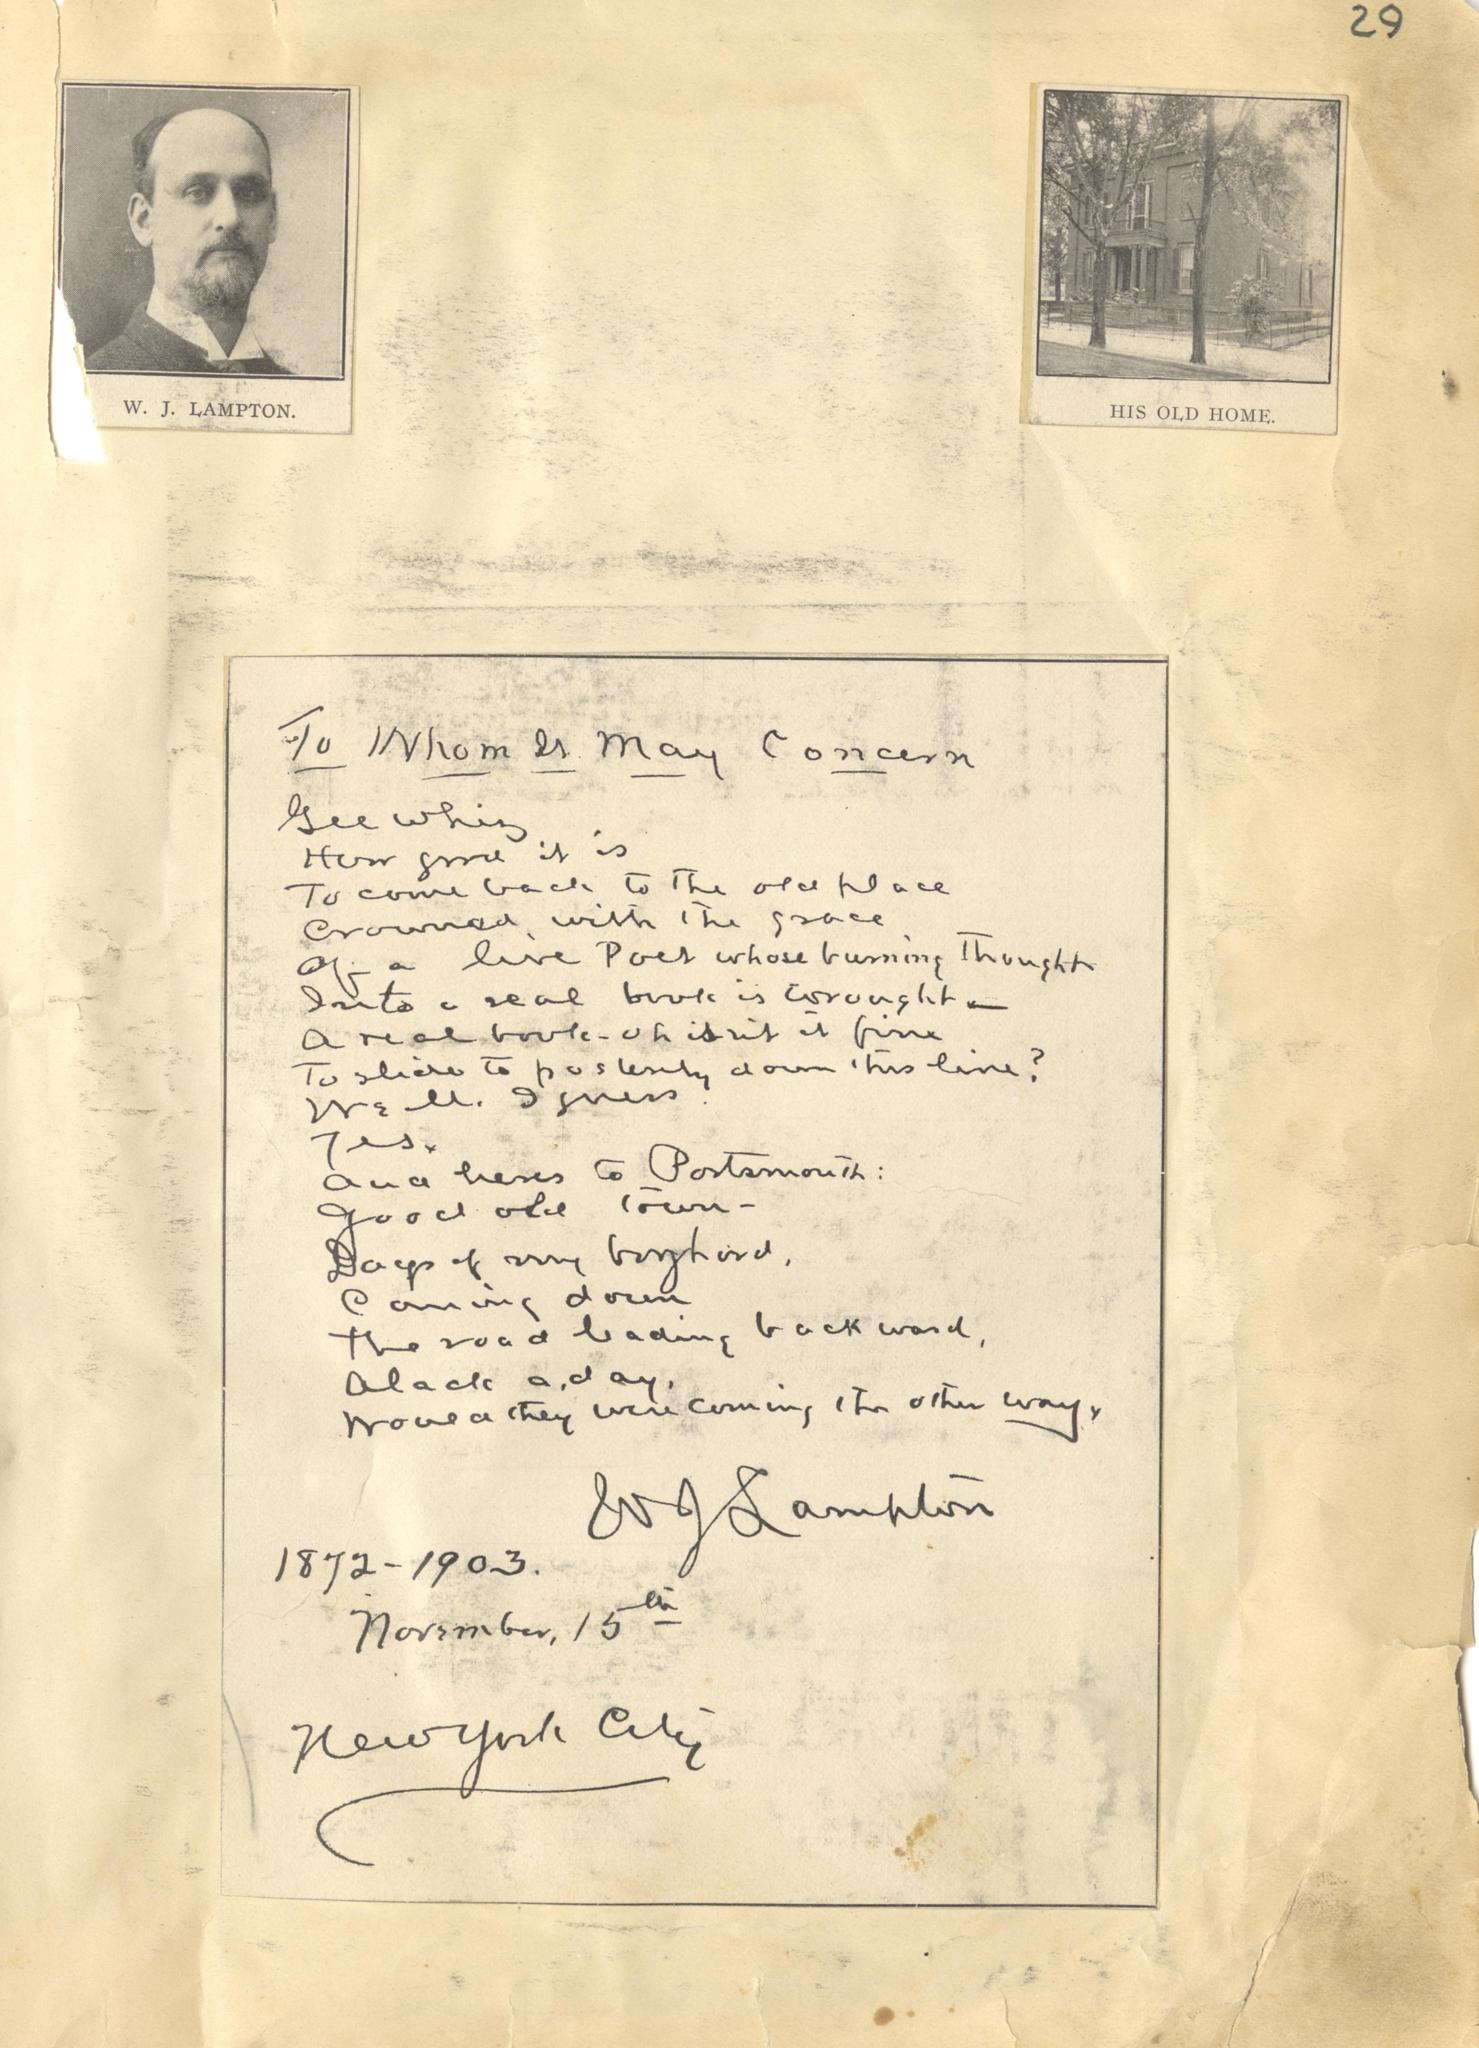 29
W. J. LAMPTON.
HIS OLD HOME.
To Whom It May Concern
Gee whizz
How good it is
To come back to the old place
Crowned, with the grace
Of a live Poet whose burning thought
Into a real book is wrought—
A real book - oh isn't it fine
To slide to posterity down this line?
Well. I guess.
Yes.
And heres to Portsmouth:
Good old Town-
Days of my boyhood,
Coming down
The road leading backward,
Alack a, day,
Would they were coming the other way.
W J Lampton
1872-1903.
November, 15th
New York City